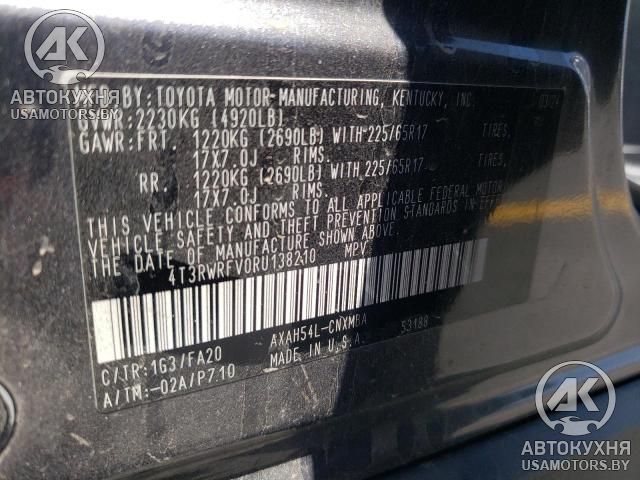 АВТОКУХНЯ
USAMOTORS.BY
BY: TOYOTA MOTOR-MANUFACTURING, KENTUCKY, INC. 03/24
GVWR: 2230KG (4920LB)
GAWR: FRT. 1220KG (2690LB) WITH 225/65R17 TIRES,
17X7.0J RIMS.
RR. 1220KG (2690LB) WITH 225/65R17 TIRES,
17X7.0J RIMS.
THIS VEHICLE CONFORMS TO ALL APPLICABLE FEDERAL MOTOR
VEHICLE SAFETY AND THEFT PREVENTION STANDARDS IN EFFECT ON
THE DATE OF MANUFACTURE SHOWN ABOVE.
4T3RWRFV0RU138210 MPV
AXAH54L-CNXMBA 53188
C/TR: 1G3/FA20 MADE IN U.S.A.
A/TM: -02A/P710
АВТОКУХНЯ
USAMOTORS.BY